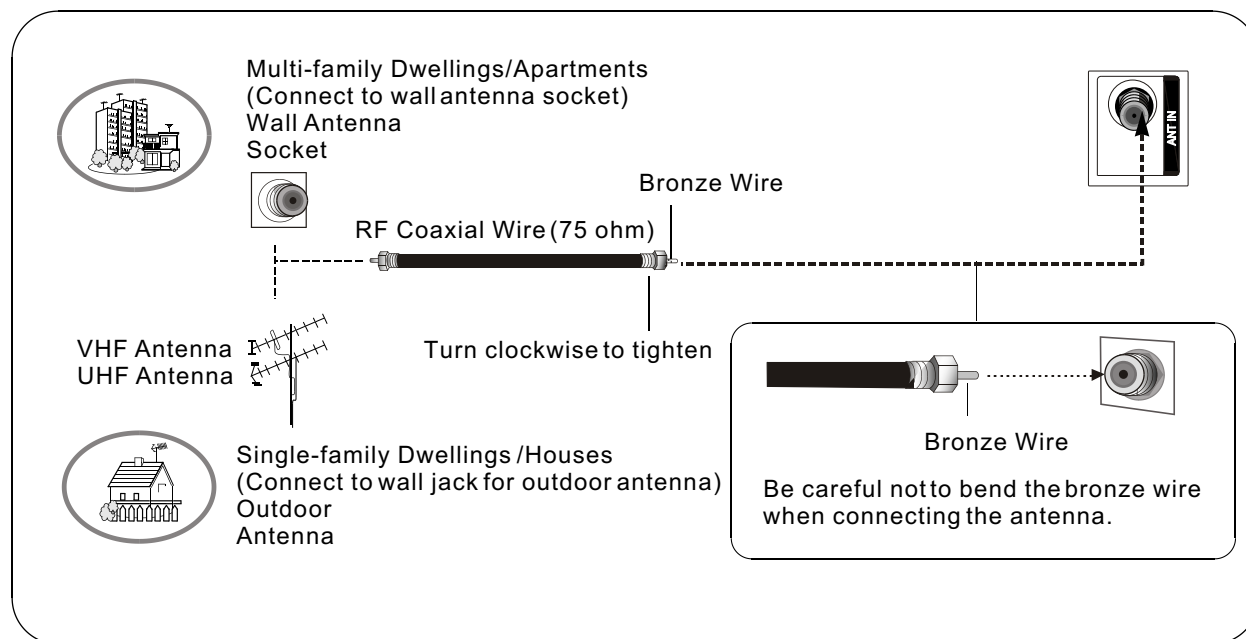 Multi-family Dwellings/Apartments
(Connect to wall antenna socket)
Wall Antenna
Socket
ANT IN
Bronze Wire
RF Coaxial Wire (75 ohm)
VHF Antenna
UHF Antenna
Turn clockwise to tighten
Single-family Dwellings /Houses
(Connect to wall jack for outdoor antenna)
Outdoor
Antenna
Bronze Wire
Be careful not to bend the bronze wire
when connecting the antenna.